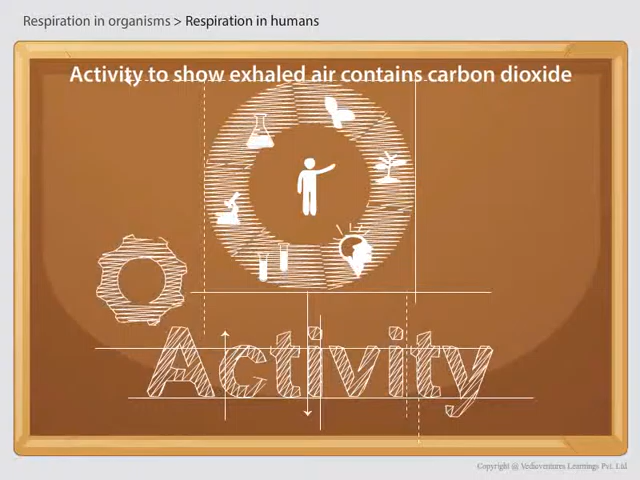 Respiration in organisms > Respiration in humans
Activity to show exhaled air contains carbon dioxide
Activity
Copyright @ Vediaventures Learnings Pvt. Ltd